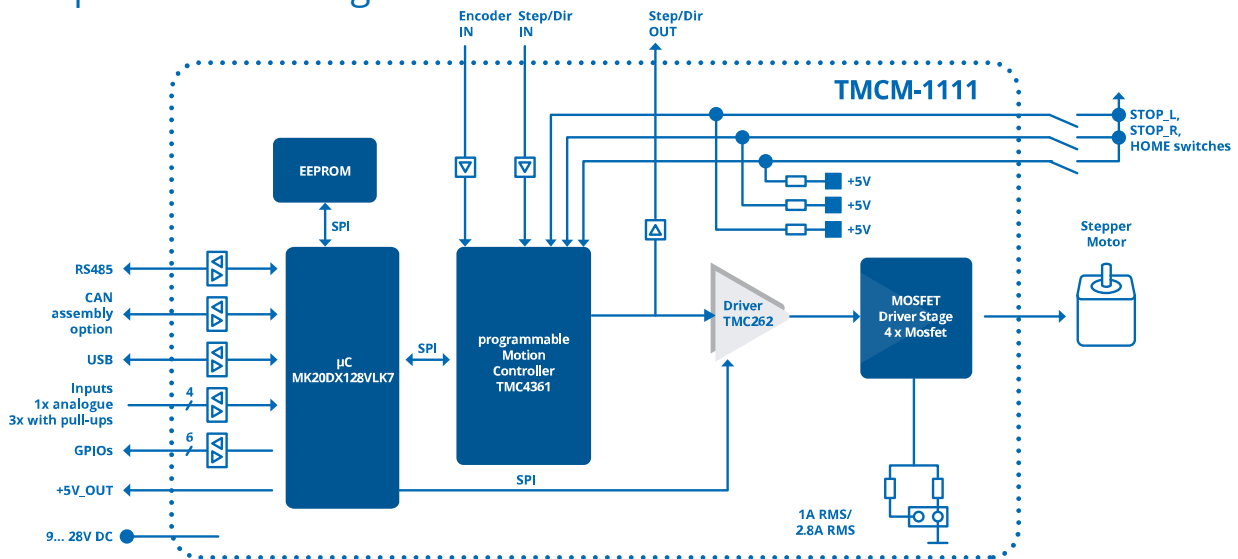 Encoder
IN
Step/Dir
IN
Step/Dir
OUT
TMCM-1111
STOP_L,
STOP_R,
HOME switches
EEPROM
+5V
+5V
+5V
SPI
Stepper
Motor
RS485
CAN
assembly
option
USB
Inputs
1x analogue
3x with pull-ups
4
GPIOs
6
+5V_OUT
9... 28V DC
µC
MK20DX128VLK7
SPI
programmable
Motion
Controller
TMC4361
Driver
TMC262
MOSFET
Driver Stage
4 x Mosfet
SPI
1A RMS/
2.8A RMS